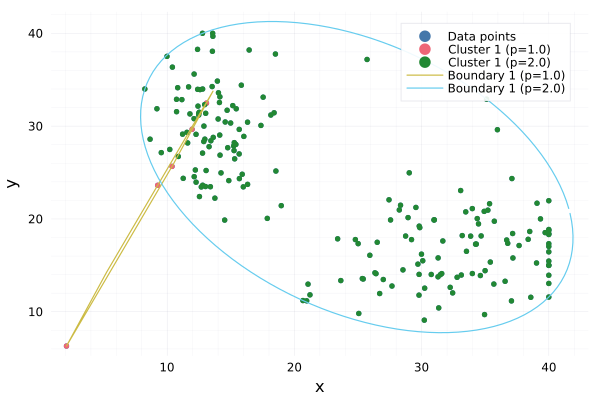 40
30
20
10
y
10
20
30
40
x
Data points
Cluster 1 (p=1.0)
Cluster 1 (p=2.0)
Boundary 1 (p=1.0)
Boundary 1 (p=2.0)